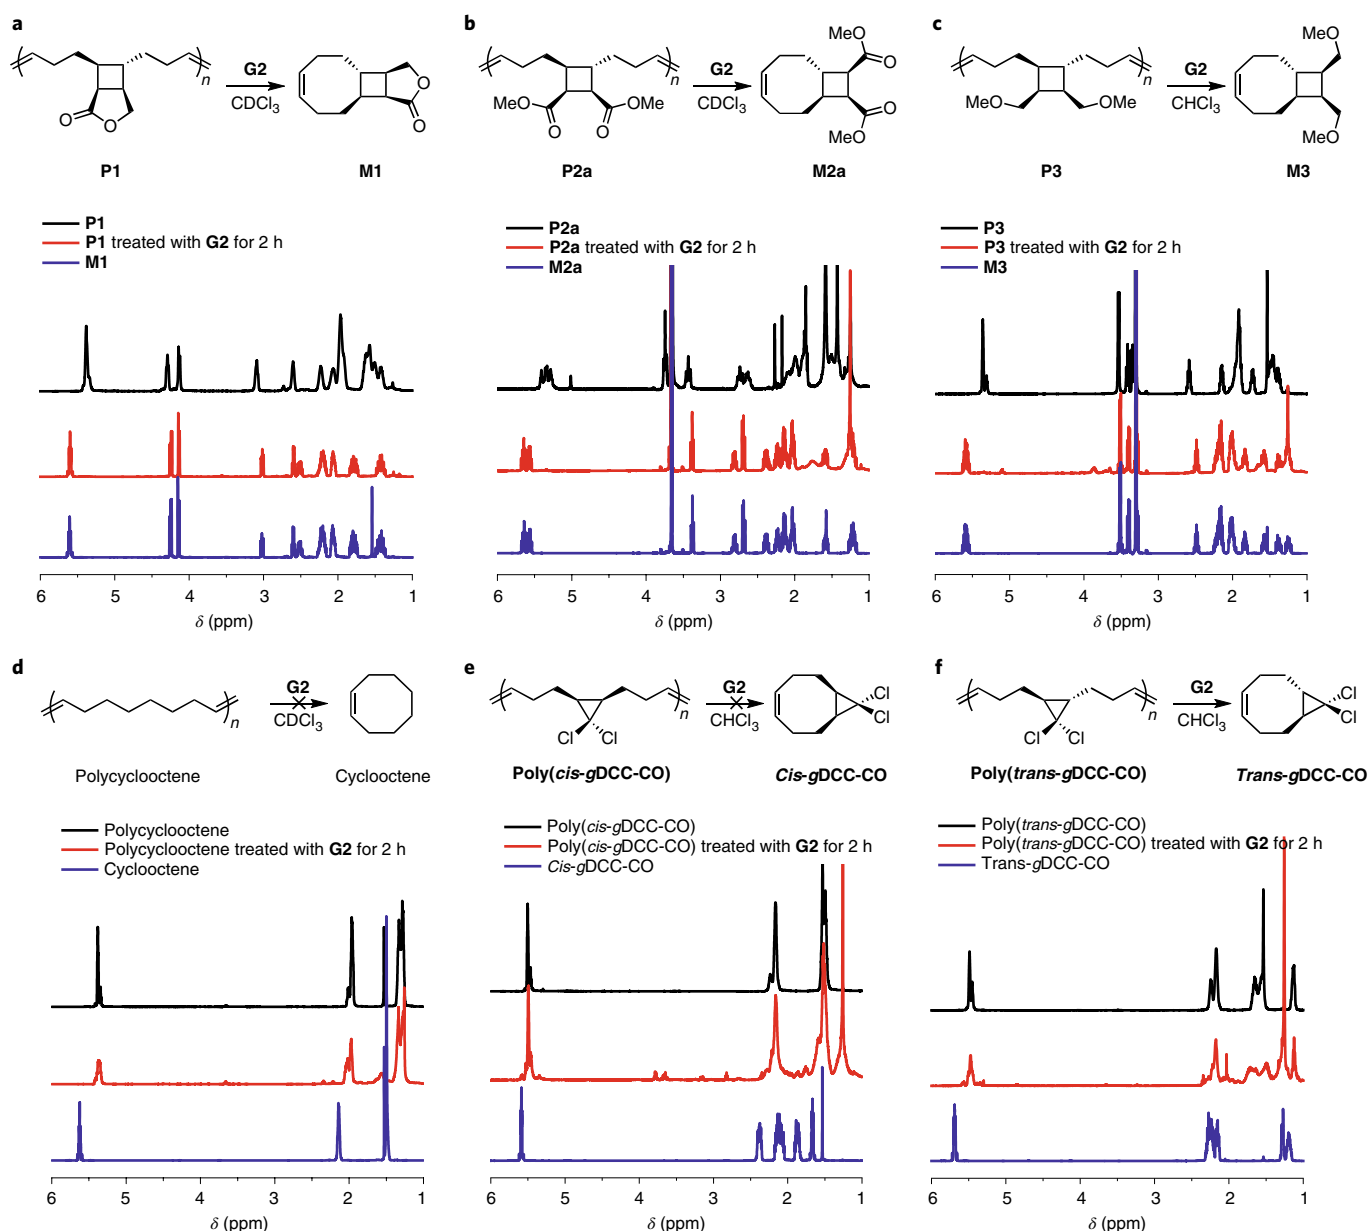 a
G2
CDCl3
n
O
O
O
O
P1
M1
P1
P1 treated with G2 for 2 h
M1
6 5 4 3 2 1
δ (ppm)
b
MeO
O
G2
CDCl3
n
MeO
OMe
O
O
O
MeO
P2a
M2a
P2a
P2a treated with G2 for 2 h
M2a
6 5 4 3 2 1
δ (ppm)
c
MeO
G2
CHCl3
n
MeO
OMe
MeO
P3
M3
P3
P3 treated with G2 for 2 h
M3
6 5 4 3 2 1
δ (ppm)
d
G2
CDCl3
n
Polycyclooctene
Cyclooctene
Polycyclooctene
Polycyclooctene treated with G2 for 2 h
Cyclooctene
6 5 4 3 2 1
δ (ppm)
e
G2
CHCl3
n
Cl
Cl
Cl
Cl
Poly(cis-gDCC-CO)
Cis-gDCC-CO
Poly(cis-gDCC-CO)
Poly(cis-gDCC-CO) treated with G2 for 2 h
Cis-gDCC-CO
6 5 4 3 2 1
δ (ppm)
f
G2
CHCl3
n
Cl
Cl
Cl
Cl
Poly(trans-gDCC-CO)
Trans-gDCC-CO
Poly(trans-gDCC-CO)
Poly(trans-gDCC-CO) treated with G2 for 2 h
Trans-gDCC-CO
6 5 4 3 2 1
δ (ppm)